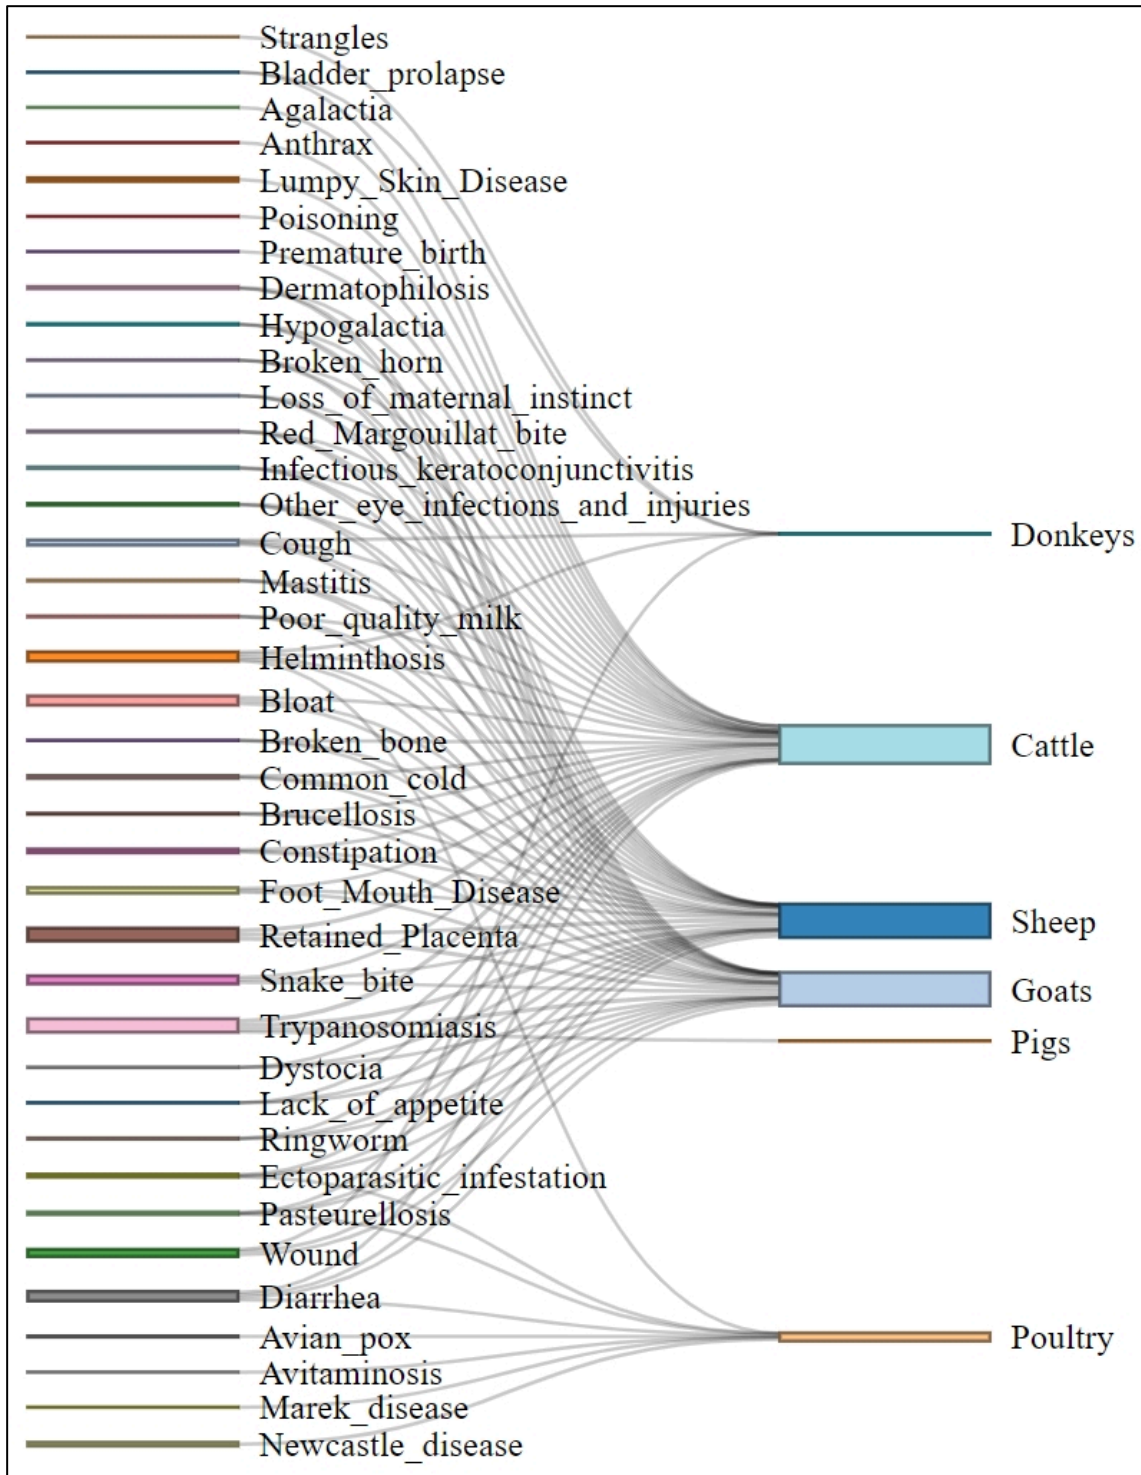 Strangles
Bladder_prolapse
Agalactia
Anthrax
Lumpy_Skin_Disease
Poisoning
Premature_birth
Dermatophilosis
Hypogalactia
Broken_horn
Loss_of_maternal_instinct
Red_Margouillat_bite
Infectious_keratoconjunctivitis
Other_eye_infections_and_injuries
Cough
Mastitis
Poor_quality_milk
Helminthosis
Bloat
Broken_bone
Common_cold
Brucellosis
Constipation
Foot_Mouth_Disease
Retained_Placenta
Snake_bite
Trypanosomiasis
Dystocia
Lack_of_appetite
Ringworm
Ectoparasitic_infestation
Pasteurellosis
Wound
Diarrhea
Avian_pox
Avitaminosis
Marek_disease
Newcastle_disease
Donkeys
Cattle
Sheep
Goats
Pigs
Poultry